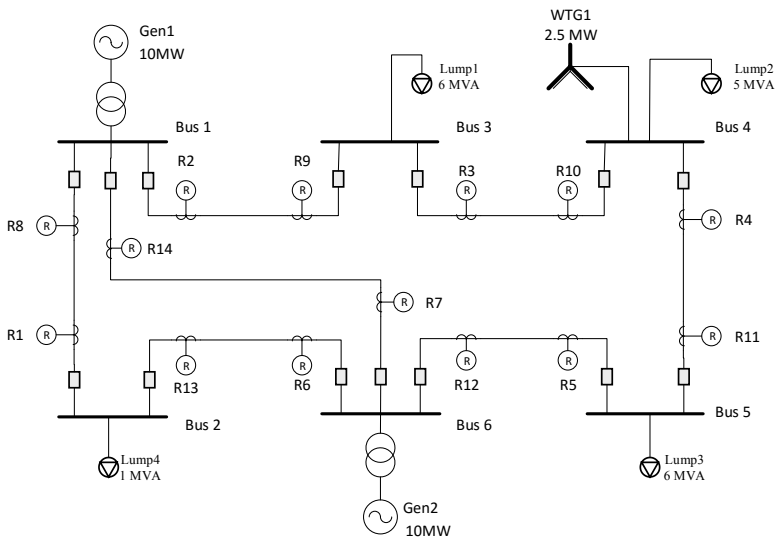 WTG1
2.5 MW
Gen1
10MW
Lump1
6 MVA
Lump2
5 MVA
Bus 1
Bus 3
Bus 4
R2
R9
R3
R10
R
R
R
R
R8
R
R14
R
R
R4
R7
R
R1
R
R
R11
R
R
R
R
R13
R6
R12
R5
Bus 2
Bus 6
Bus 5
Lump4
1 MVA
Lump3
6 MVA
Gen2
10MW